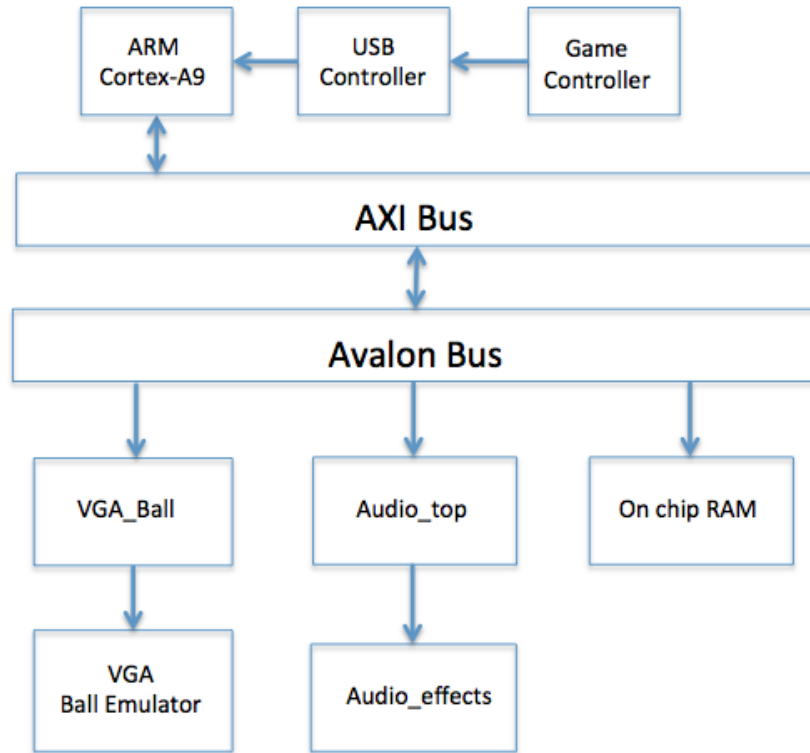 ARM
Cortex-A9
USB
Controller
Game
Controller
AXI Bus
Avalon Bus
VGA_Ball
Audio_top
On chip RAM
VGA
Ball Emulator
Audio_effects